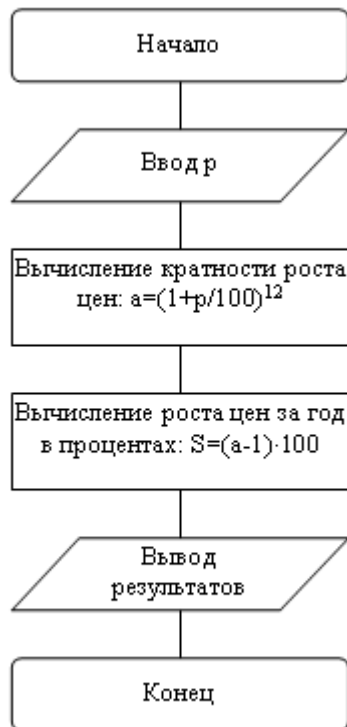 Начало
Ввод p
Вычисление кратности роста
цен: a=(1+p/100)¹²
Вычисление роста цен за год
в процентах: S=(a-1)·100
Вывод
результатов
Конец